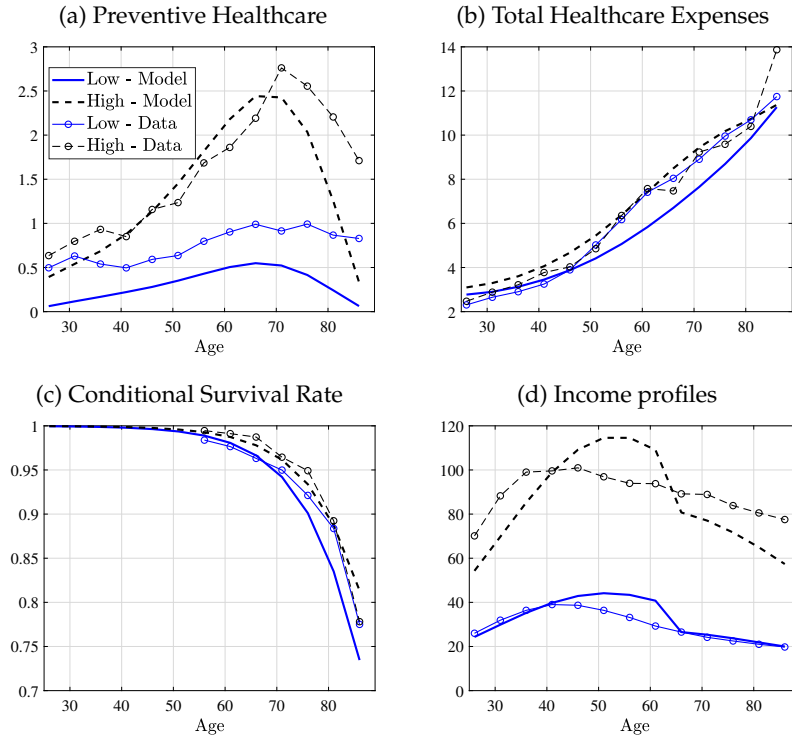 (a) Preventive Healthcare
3
2.5
2
1.5
1
0.5
0
Low - Model
High - Model
Low - Data
High - Data
30 40 50 60 70 80
Age
(b) Total Healthcare Expenses
14
12
10
8
6
4
2
30 40 50 60 70 80
Age
(c) Conditional Survival Rate
1
0.95
0.9
0.85
0.8
0.75
0.7
30 40 50 60 70 80
Age
(d) Income profiles
120
100
80
60
40
20
0
30 40 50 60 70 80
Age